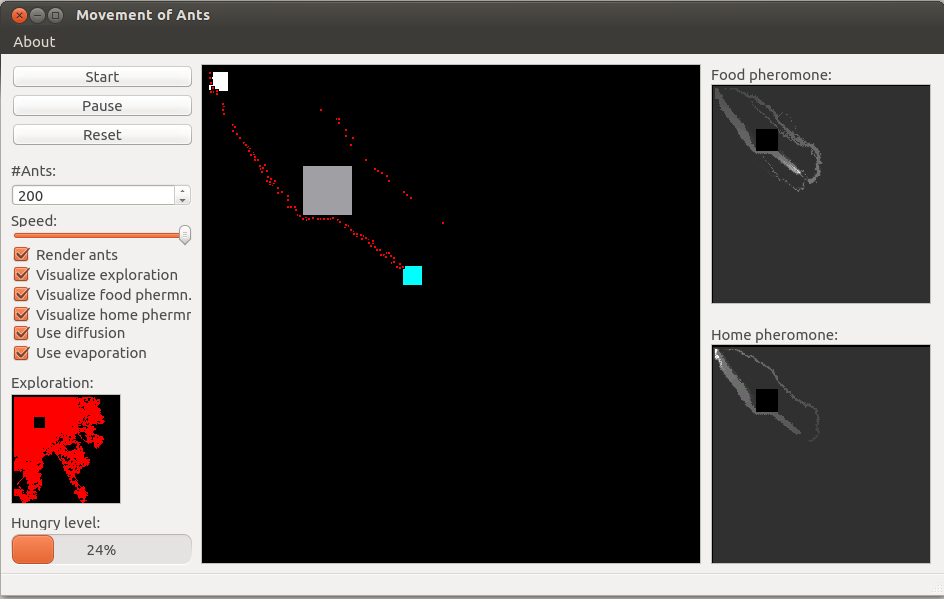 Movement of Ants
About
Start
Pause
Reset
#Ants:
200
Speed:
Render ants
Visualize exploration
Visualize food phermn.
Visualize home phermr
Use diffusion
Use evaporation
Exploration:
Hungry level:
24%
Food pheromone:
Home pheromone: